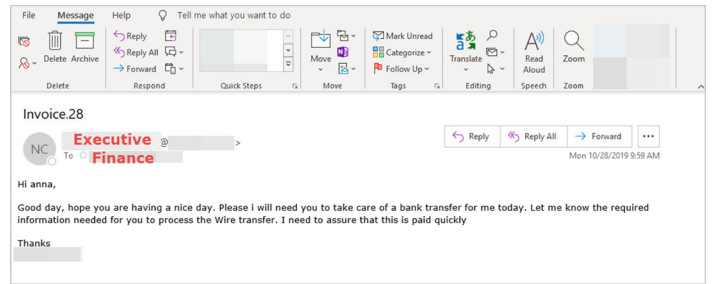 File Message Help Tell me what you want to do
Reply Mark Unread
Reply All Categorize
Delete Archive Forward Move Follow Up Translate Read Aloud Zoom
Delete Respond Quick Steps Move Tags Editing Speech Zoom
Invoice.28
NC Executive @ > Reply Reply All Forward ...
To Finance Mon 10/28/2019 9:59 AM
Hi anna,
Good day, hope you are having a nice day. Please i will need you to take care of a bank transfer for me today. Let me know the required
information needed for you to process the Wire transfer. I need to assure that this is paid quickly
Thanks